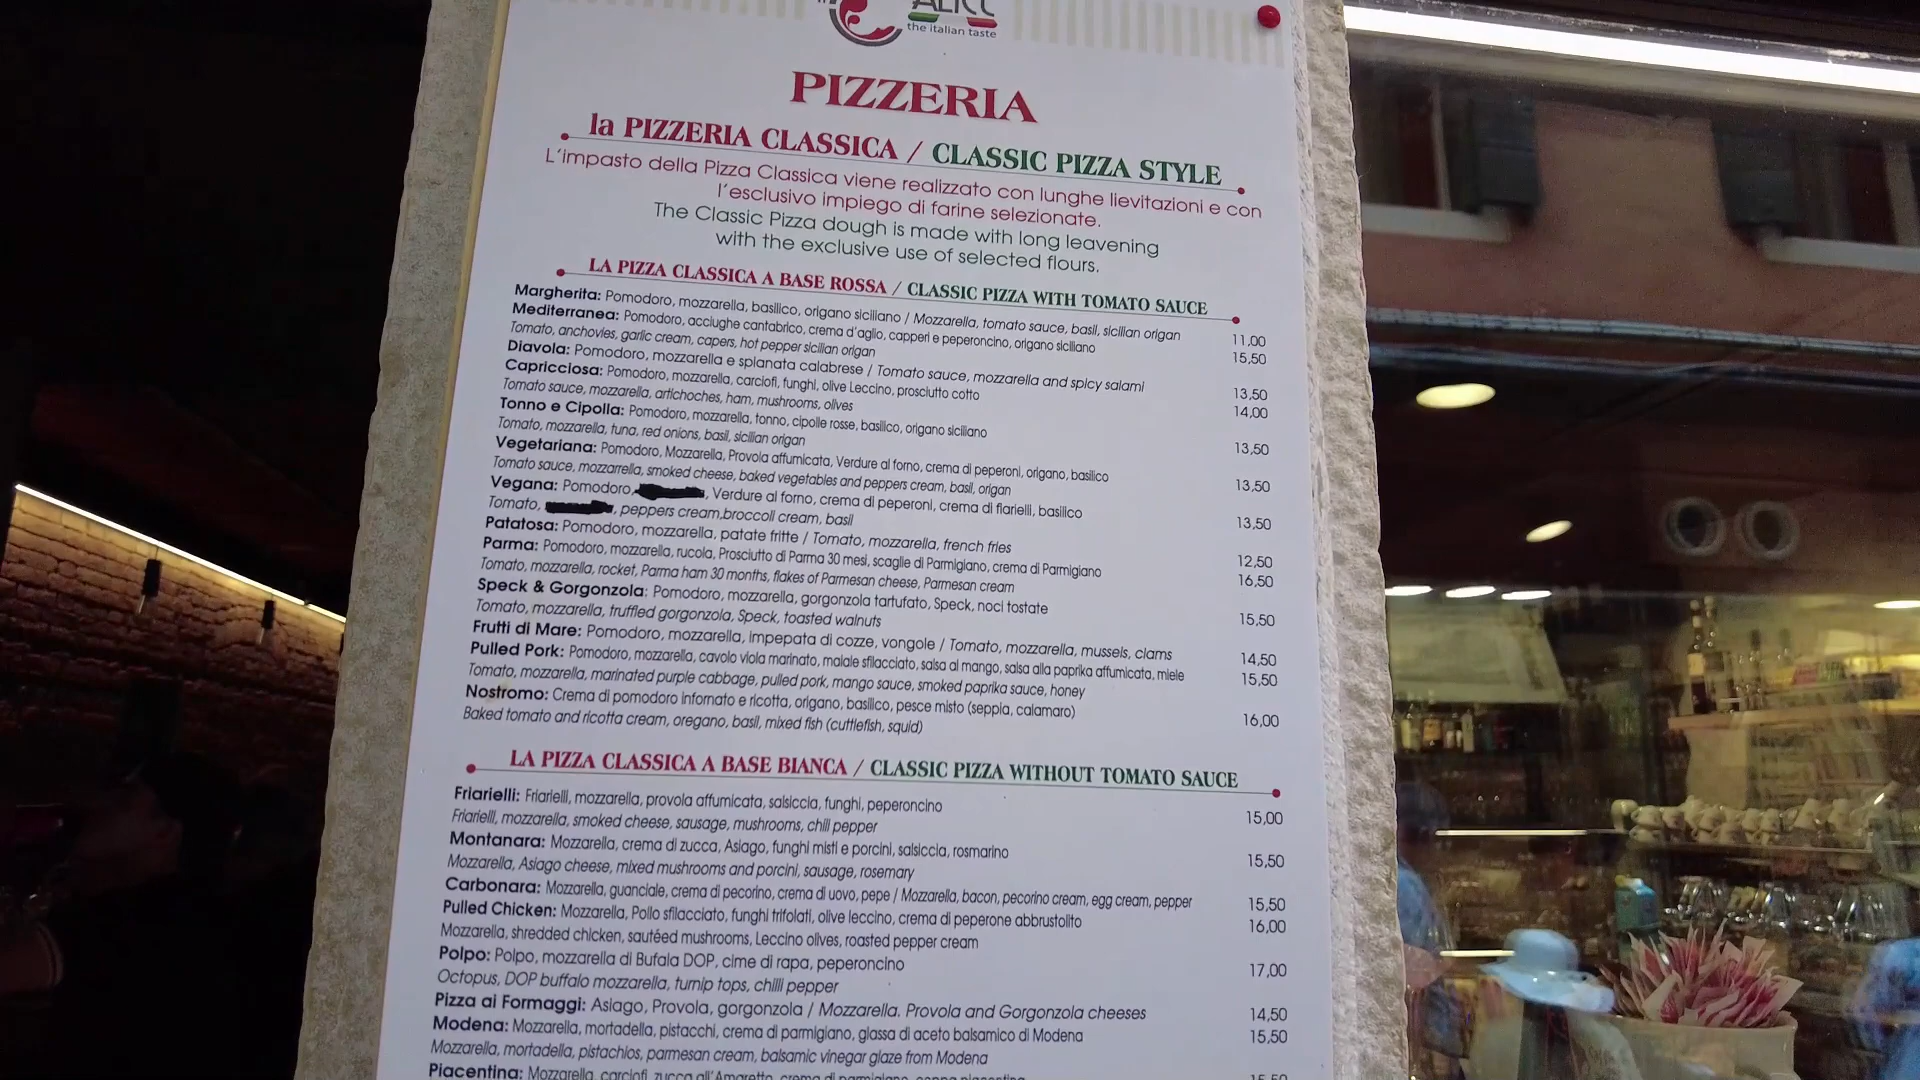 ALICE
the italian taste
PIZZERIA
la PIZZERIA CLASSICA / CLASSIC PIZZA STYLE
L'impasto della Pizza Classica viene realizzato con lunghe lievitazioni e con
l'esclusivo impiego di farine selezionate.
The Classic Pizza dough is made with long leavening
with the exclusive use of selected flours.
LA PIZZA CLASSICA A BASE ROSSA / CLASSIC PIZZA WITH TOMATO SAUCE
Margherita: Pomodoro, mozzarella, basilico, origano siciliano / Mozzarella, tomato sauce, basil, sicilian origan 11,00
Mediterranea: Pomodoro, acciughe cantabrico, crema d'aglio, capperi e peperoncino, origano siciliano 15,50
Tomato, anchovies, garlic cream, capers, hot pepper sicilian origan
Diavola: Pomodoro, mozzarella e splanata calabrese / Tomato sauce, mozzarella and spicy salami 13,50
Capricciosa: Pomodoro, mozzarella, carciofi, funghi, olive Leccino, prosciutto cotto 14,00
Tomato sauce, mozzarella, artichoches, ham, mushrooms, olives
Tonno e Cipolla: Pomodoro, mozzarella, tonno, cipolle rosse, basilico, origano siciliano 13,50
Tomato, mozzarella, tuna, red onions, basil, sicilian origan
Vegetariana: Pomodoro, Mozzarella, Provola affumicata, Verdure al forno, crema di peperoni, origano, basilico 13,50
Tomato sauce, mozzarrella, smoked cheese, baked vegetables and peppers cream, basil, origan
Vegana: Pomodoro, , Verdure al forno, crema di peperoni, crema di flarielli, basilico 13,50
Tomato, , peppers cream,broccoli cream, basil
Patatosa: Pomodoro, mozzarella, patate fritte / Tomato, mozzarella, french fries 12,50
Parma: Pomodoro, mozzarella, rucola, Prosciutto di Parma 30 mesi, scaglie di Parmigiano, crema di Parmigiano 16,50
Tomato, mozzarella, rocket, Parma ham 30 months, flakes of Parmesan cheese, Parmesan cream
Speck & Gorgonzola: Pomodoro, mozzarella, gorgonzola tartufato, Speck, noci tostate 15,50
Tomato, mozzarella, truffled gorgonzola, Speck, toasted walnuts
Frutti di Mare: Pomodoro, mozzarella, impepata di cozze, vongole / Tomato, mozzarella, mussels, clams 14,50
Pulled Pork: Pomodoro, mozzarella, cavolo viola marinato, maiale sfilacciato, salsa al mango, salsa alla paprika affumicata, miele 15,50
Tomato, mozzarella, marinated purple cabbage, pulled pork, mango sauce, smoked paprika sauce, honey
Nostromo: Crema di pomodoro infornato e ricotta, origano, basilico, pesce misto (seppia, calamaro) 16,00
Baked tomato and ricotta cream, oregano, basil, mixed fish (cuttlefish, squid)
LA PIZZA CLASSICA A BASE BIANCA / CLASSIC PIZZA WITHOUT TOMATO SAUCE
Friarielli: Friarielli, mozzarella, provola affumicata, salsiccia, funghi, peperoncino 15,00
Friarielli, mozzarella, smoked cheese, sausage, mushrooms, chili pepper
Montanara: Mozzarella, crema di zucca, Asiago, funghi misti e porcini, salsiccia, rosmarino 15,50
Mozzarella, Asiago cheese, mixed mushrooms and porcini, sausage, rosemary
Carbonara: Mozzarella, guanciale, crema di pecorino, crema di uovo, pepe / Mozzarella, bacon, pecorino cream, egg cream, pepper 15,50
Pulled Chicken: Mozzarella, Pollo sfilacciato, funghi trifolati, olive leccino, crema di peperone abbrustolito 16,00
Mozzarella, shredded chicken, sautéed mushrooms, Leccino olives, roasted pepper cream
Polpo: Polpo, mozzarella di Bufala DOP, cime di rapa, peperoncino 17,00
Octopus, DOP buffalo mozzarella, turnip tops, chilli pepper
Pizza ai Formaggi: Asiago, Provola, gorgonzola / Mozzarella. Provola and Gorgonzola cheeses 14,50
Modena: Mozzarella, mortadella, pistacchi, crema di parmigiano, glassa di aceto balsamico di Modena 15,50
Mozzarella, mortadella, pistachios, parmesan cream, balsamic vinegar glaze from Modena
Piacentina: Mozzarella, carciofi, zucca all'Amaretto, crema di parmigiano, coppa piacentina 15,50